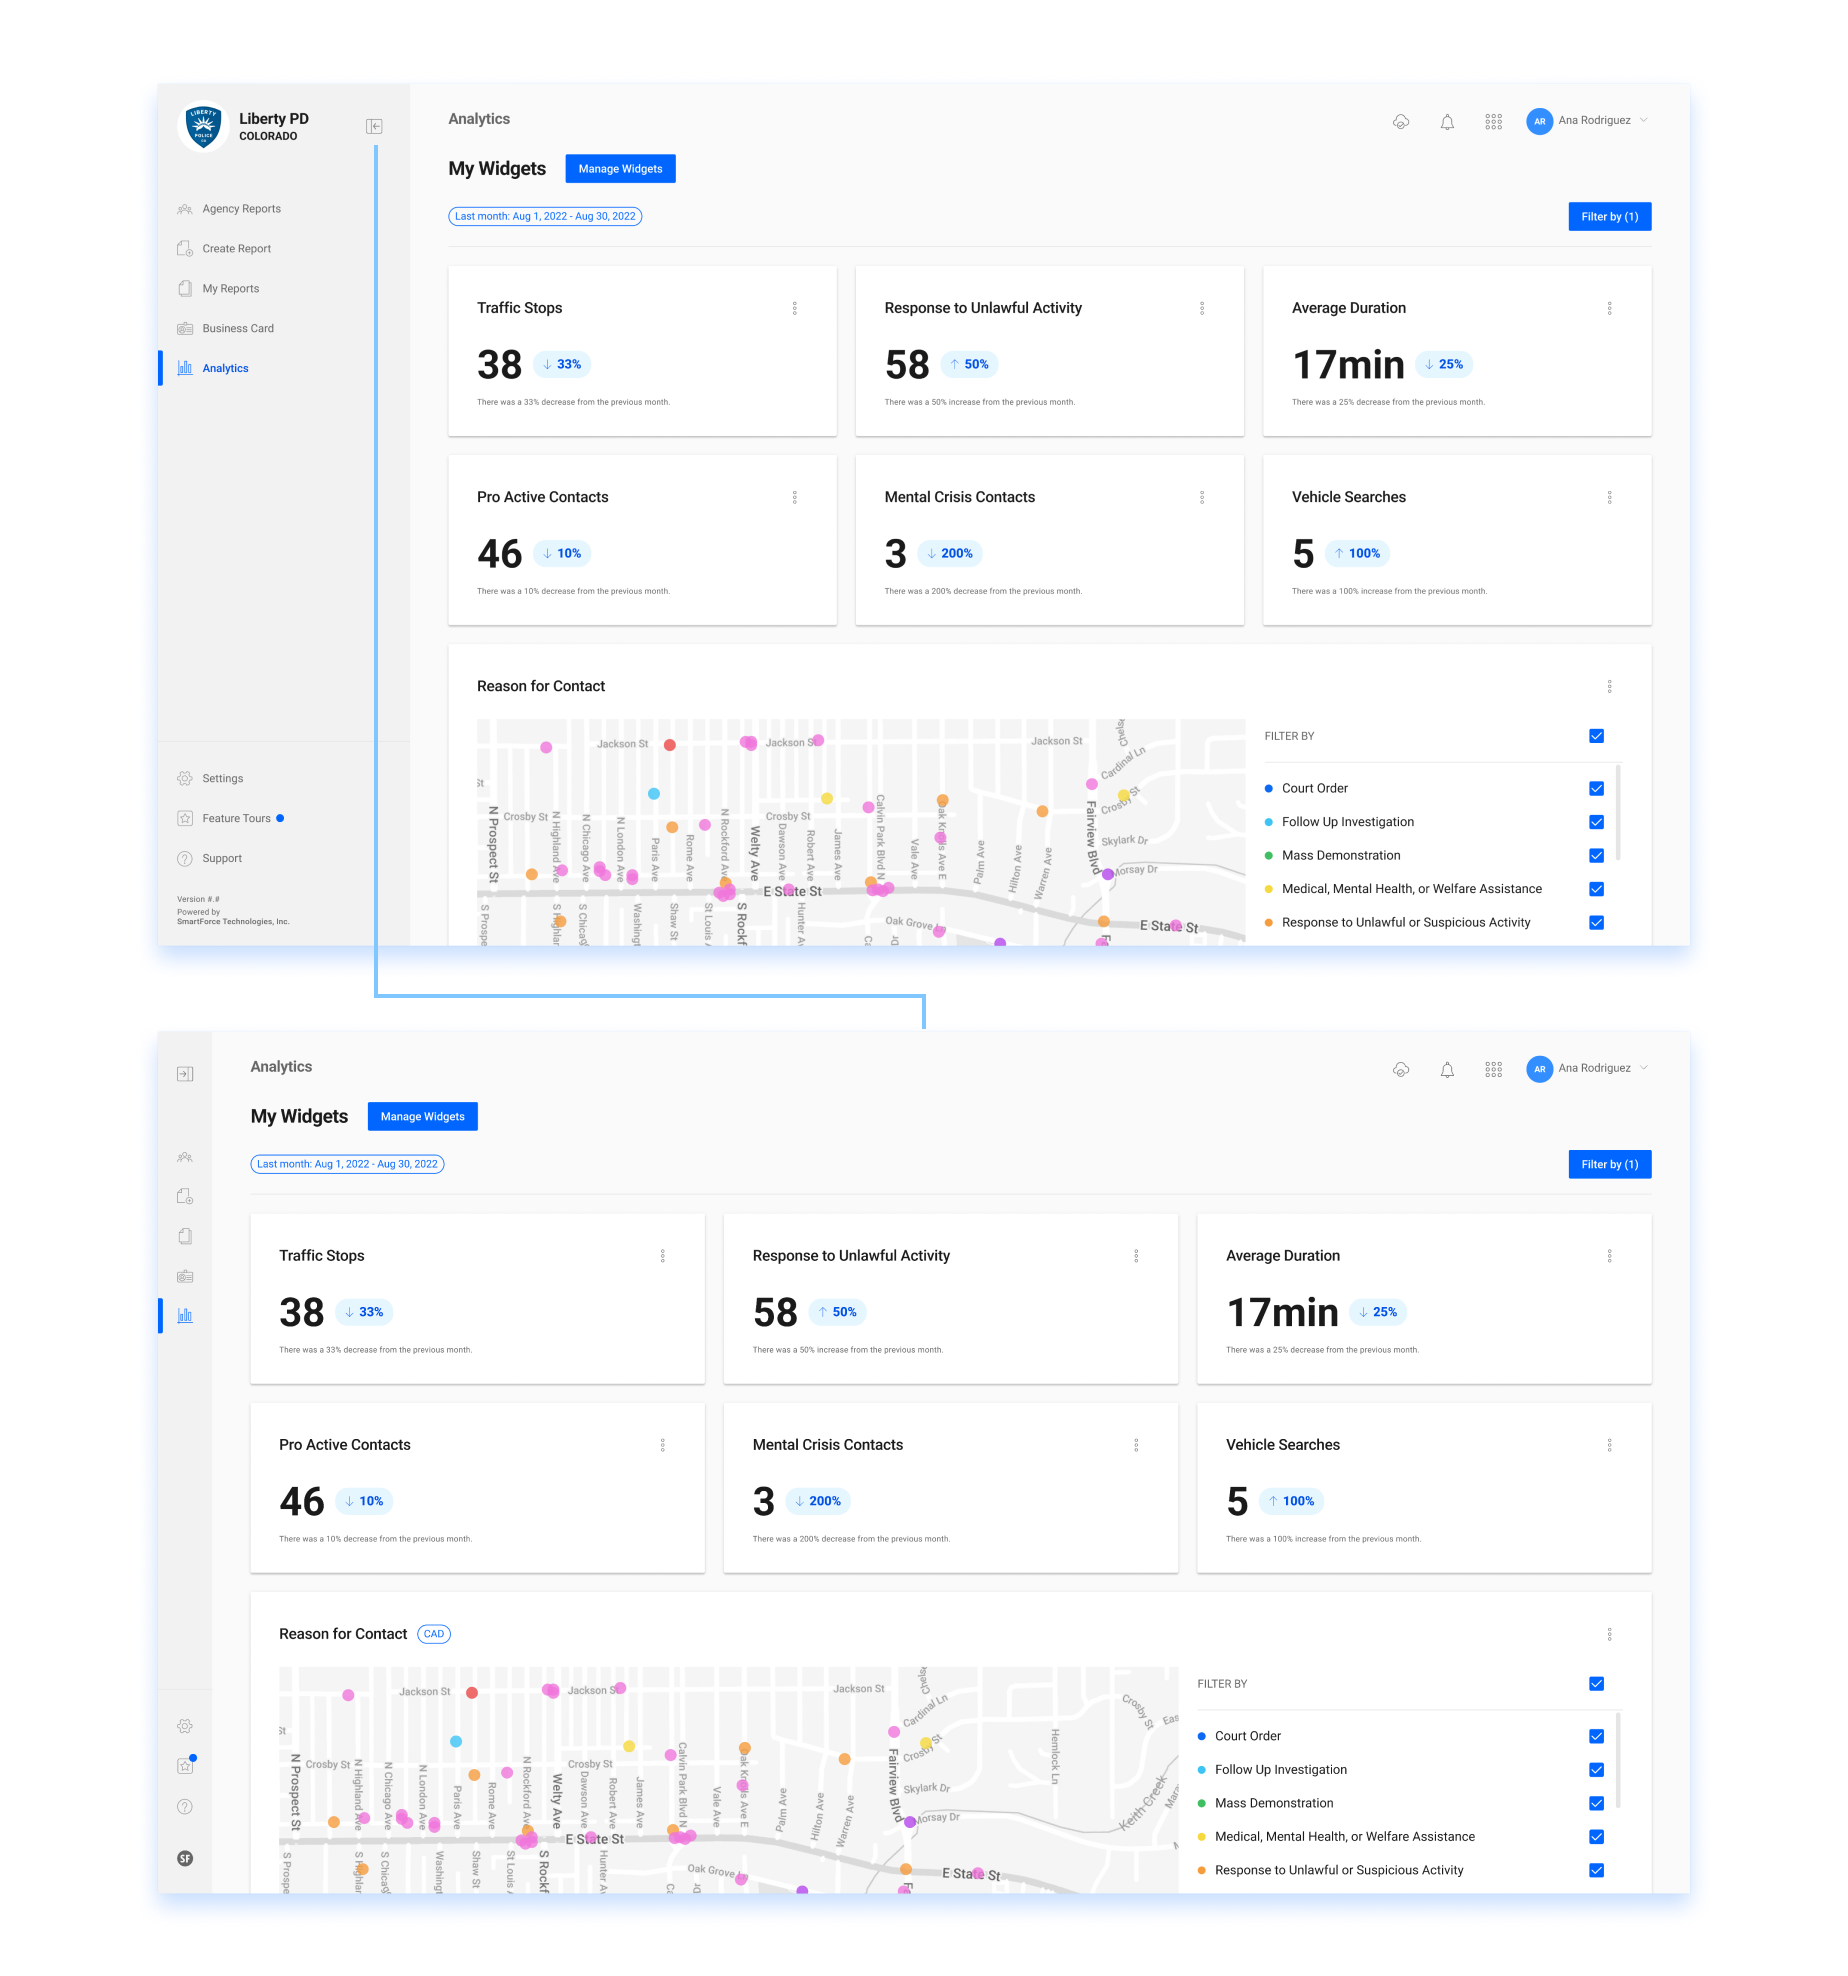 LIBERTY
POLICE
CO
Liberty PD
COLORADO
Agency Reports
Create Report
My Reports
Business Card
Analytics
Settings
Feature Tours
Support
Version #.#
Powered by
SmartForce Technologies, Inc.
Analytics
AR
Ana Rodriguez
My Widgets
Manage Widgets
Last month: Aug 1, 2022 - Aug 30, 2022
Filter by (1)
Traffic Stops
38
33%
There was a 33% decrease from the previous month.
Response to Unlawful Activity
58
50%
There was a 50% increase from the previous month.
Average Duration
17min
25%
There was a 25% decrease from the previous month.
Pro Active Contacts
46
10%
There was a 10% decrease from the previous month.
Mental Crisis Contacts
3
200%
There was a 200% decrease from the previous month.
Vehicle Searches
5
100%
There was a 100% increase from the previous month.
Reason for Contact
Jackson St
Jackson St
Jackson St
Chelse
Cardinal Ln
St
N Prospect St
Crosby St
N Highland Ave
N Chicago Ave
N London Ave
Paris Ave
Rome Ave
N Rockford Ave
Welty Ave
Crosby St
Dawson Ave
Robert Ave
James Ave
Calvin Park Blvd N
Vale Ave
Oak Knolls Ave E
Palm Ave
Hilton Ave
Warren Ave
Fairview Blvd
Crosby St
Skylark Dr
Morsay Dr
E State St
S Prospe
S Highlar
S Chicag
Washingt
Shaw St
St Louis A
S Rockf
Hunter Av
Oak Grove Ln
E State St
FILTER BY
Court Order
Follow Up Investigation
Mass Demonstration
Medical, Mental Health, or Welfare Assistance
Response to Unlawful or Suspicious Activity
Analytics
AR
Ana Rodriguez
My Widgets
Manage Widgets
Last month: Aug 1, 2022 - Aug 30, 2022
Filter by (1)
Traffic Stops
38
33%
There was a 33% decrease from the previous month.
Response to Unlawful Activity
58
50%
There was a 50% increase from the previous month.
Average Duration
17min
25%
There was a 25% decrease from the previous month.
Pro Active Contacts
46
10%
There was a 10% decrease from the previous month.
Mental Crisis Contacts
3
200%
There was a 200% decrease from the previous month.
Vehicle Searches
5
100%
There was a 100% increase from the previous month.
Reason for Contact
CAD
Jackson St
Jackson St
Jackson St
Chelse
Cardinal Ln
Crosby St
Eas
St
N Prospect St
Crosby St
N Highland Ave
N Chicago Ave
N London Ave
Paris Ave
Rome Ave
N Rockford Ave
Welty Ave
Crosby St
Dawson Ave
Robert Ave
James Ave
Calvin Park Blvd N
Vale Ave
Oak Knolls Ave E
Palm Ave
Hilton Ave
Warren Ave
Fairview Blvd
Crosby St
Skylark Dr
Morsay Dr
Hemlock Ln
Keith Creek
Mar
E State St
S Prospe
S Highlar
S Chicag
Washingt
Shaw St
St Louis A
S Rockf
Hunter Av
Oak Grove Ln
E State St
FILTER BY
Court Order
Follow Up Investigation
Mass Demonstration
Medical, Mental Health, or Welfare Assistance
Response to Unlawful or Suspicious Activity
SF